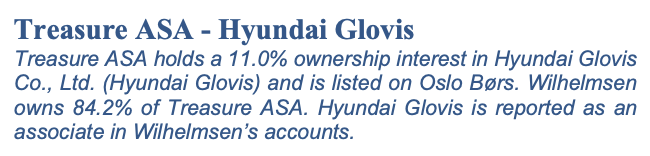 Treasure ASA - Hyundai Glovis
Treasure ASA holds a 11.0% ownership interest in Hyundai Glovis
Co., Ltd. (Hyundai Glovis) and is listed on Oslo Børs. Wilhelmsen
owns 84.2% of Treasure ASA. Hyundai Glovis is reported as an
associate in Wilhelmsen’s accounts.